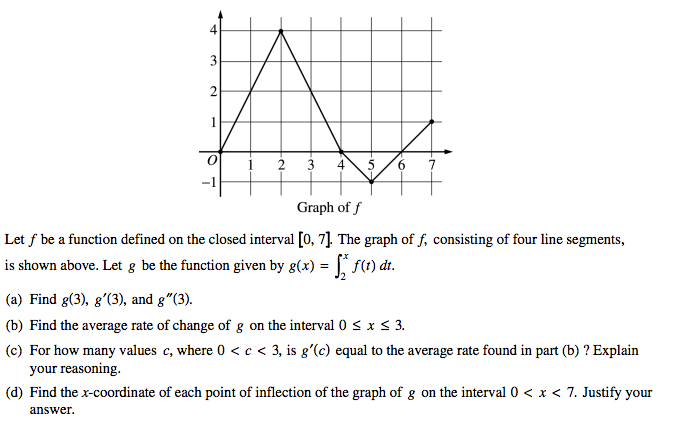 4
3
2
1
O 1 2 3 4 5 6 7
−1
Graph of f
Let f be a function defined on the closed interval [0, 7]. The graph of f, consisting of four line segments,
is shown above. Let g be the function given by g(x) = ∫₂ˣ f(t) dt.
(a) Find g(3), g′(3), and g″(3).
(b) Find the average rate of change of g on the interval 0 ≤ x ≤ 3.
(c) For how many values c, where 0 < c < 3, is g′(c) equal to the average rate found in part (b) ? Explain
your reasoning.
(d) Find the x-coordinate of each point of inflection of the graph of g on the interval 0 < x < 7. Justify your
answer.